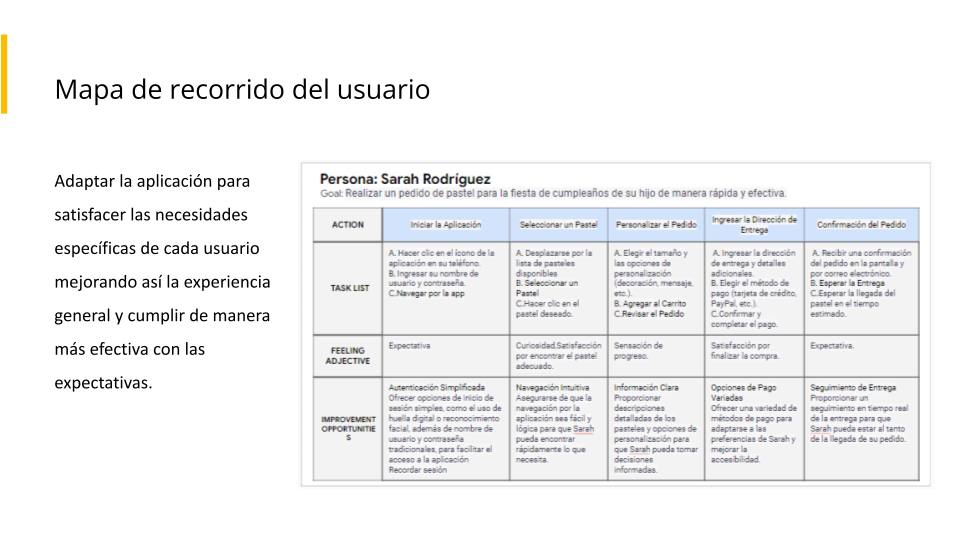 Mapa de recorrido del usuario
Adaptar la aplicación para
satisfacer las necesidades
específicas de cada usuario
mejorando así la experiencia
general y cumplir de manera
más efectiva con las
expectativas.
Persona: Sarah Rodríguez
Goal: Realizar un pedido de pastel para la fiesta de cumpleaños de su hijo de manera rápida y efectiva.
ACTION
Iniciar la Aplicación
Seleccionar un Pastel
Personalizar el Pedido
Ingresar la Dirección de
Entrega
Confirmación del Pedido
TASK LIST
A. Hacer clic en el ícono de la
aplicación en su teléfono.
B. Ingresar su nombre de
usuario y contraseña.
C.Navegar por la app
A. Desplazarse por la
lista de pasteles
disponibles
B. Seleccionar un
Pastel
C.Hacer clic en el
pastel deseado.
A. Elegir el tamaño y
las opciones de
personalización
(decoración, mensaje,
etc.).
B. Agregar al Carrito
C.Revisar el Pedido
A. Ingresar la dirección
de entrega y detalles
adicionales.
B. Elegir el método de
pago (tarjeta de crédito,
PayPal, etc.).
C.Confirmar y
completar el pago.
A. Recibir una confirmación
del pedido en la pantalla y
por correo electrónico.
B. Esperar la Entrega
C.Esperar la llegada del
pastel en el tiempo
estimado.
FEELING
ADJECTIVE
Expectativa
Curiosidad,Satisfacción
por encontrar el pastel
adecuado.
Sensación de
progreso.
Satisfacción por
finalizar la compra.
Expectativa.
IMPROVEMENT
OPPORTUNITIE
S
Autenticación Simplificada
Ofrecer opciones de inicio de
sesión simples, como el uso de
huella digital o reconocimiento
facial, además de nombre de
usuario y contraseña
tradicionales, para facilitar el
acceso a la aplicación
Recordar sesión
Navegación Intuitiva
Asegurarse de que la
navegación por la
aplicación sea fácil y
lógica para que Sarah
pueda encontrar
rápidamente lo que
necesita.
Información Clara
Proporcionar
descripciones
detalladas de los
pasteles y opciones de
personalización para
que Sarah pueda tomar
decisiones
informadas.
Opciones de Pago
Variadas
Ofrecer una variedad de
métodos de pago para
adaptarse a las
preferencias de Sarah y
mejorar la
accesibilidad.
Seguimiento de Entrega
Proporcionar un
seguimiento en tiempo real
de la entrega para que
Sarah pueda estar al tanto
de la llegada de su pedido.